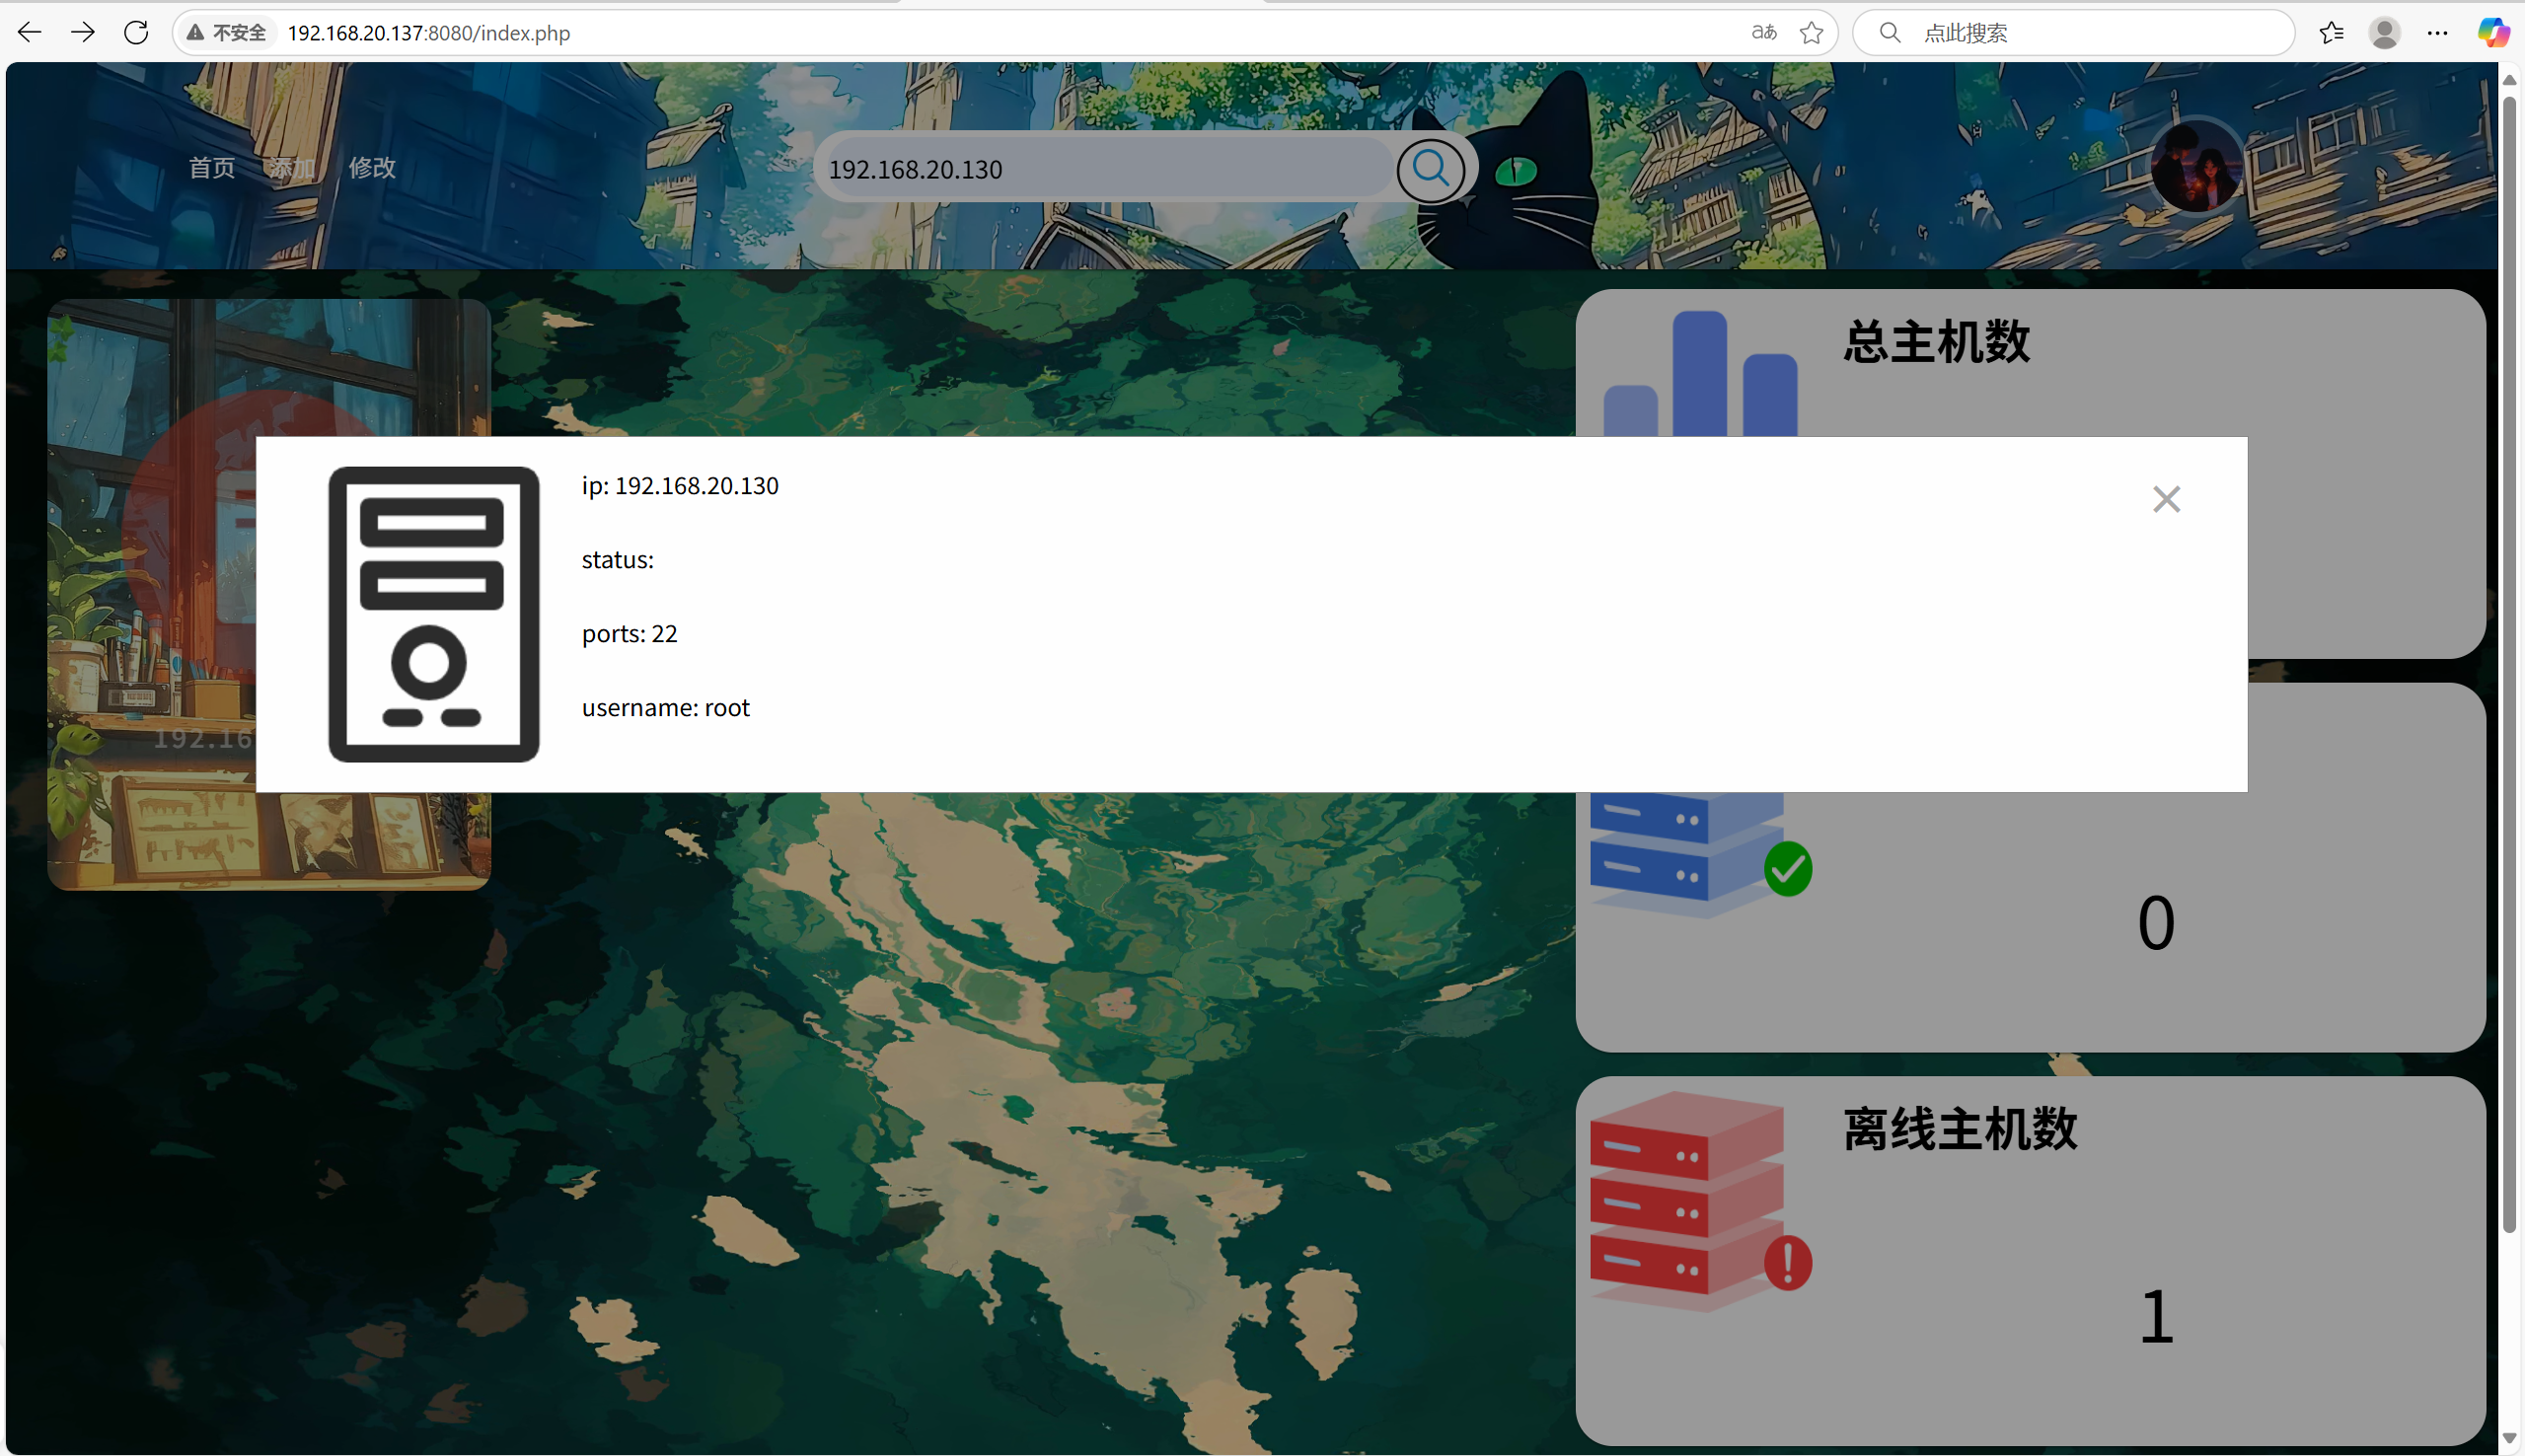 不安全 192.168.20.137:8080/index.php
aあ
点此搜索
首页 添加 修改
192.168.20.130
总主机数
ip: 192.168.20.130
status:
ports: 22
username: root
192.16
0
离线主机数
1